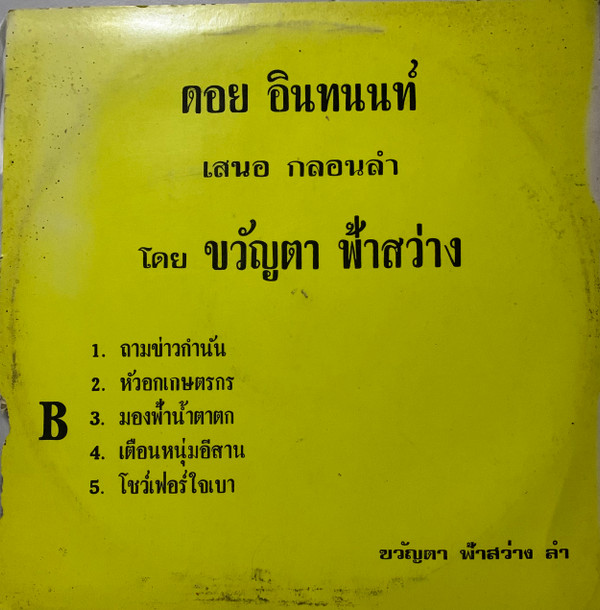 ดอย อินทนนท์
เสนอ กลอนลำ
โดย ขวัญตา ฟ้าสว่าง
B
1. ถามข่าวกำนัน
2. หัวอกเกษตรกร
3. มองฟ้าน้ำตาตก
4. เตือนหนุ่มอีสาน
5. โชว์เฟอร์ใจเบา
ขวัญตา ฟ้าสว่าง ลำ